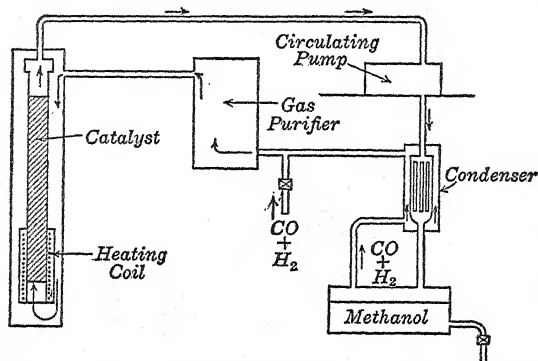 Circulating
Pump
Gas
Purifier
Catalyst
Condenser
CO
+
H2
Heating
Coil
CO
+
H2
Methanol